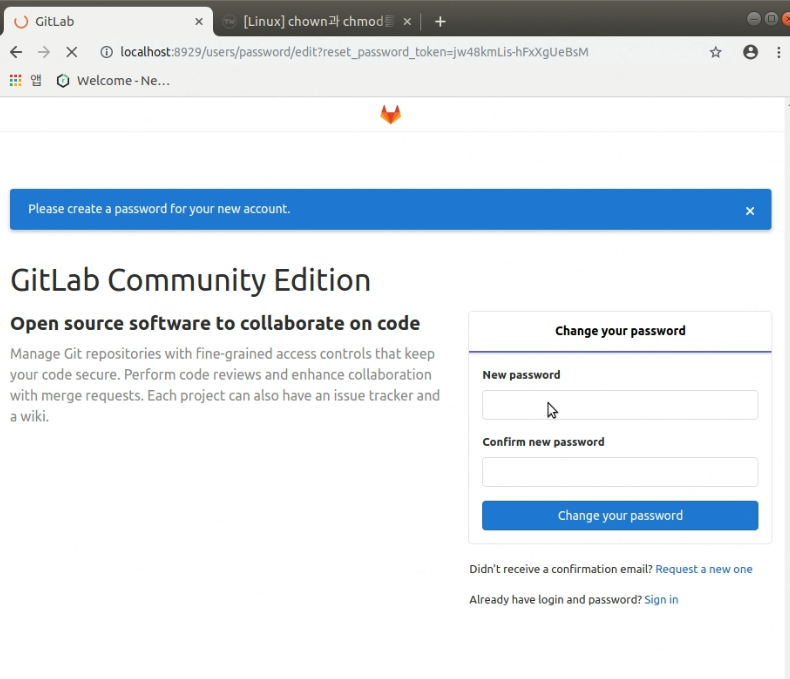 GitLab
[Linux] chown과 chmod
localhost:8929/users/password/edit?reset_password_token=jw48kmLis-hFxXgUeBsM
앱
Welcome - Ne...
Please create a password for your new account.
GitLab Community Edition
Open source software to collaborate on code
Manage Git repositories with fine-grained access controls that keep
your code secure. Perform code reviews and enhance collaboration
with merge requests. Each project can also have an issue tracker and
a wiki.
Change your password
New password
Confirm new password
Change your password
Didn't receive a confirmation email? Request a new one
Already have login and password? Sign in